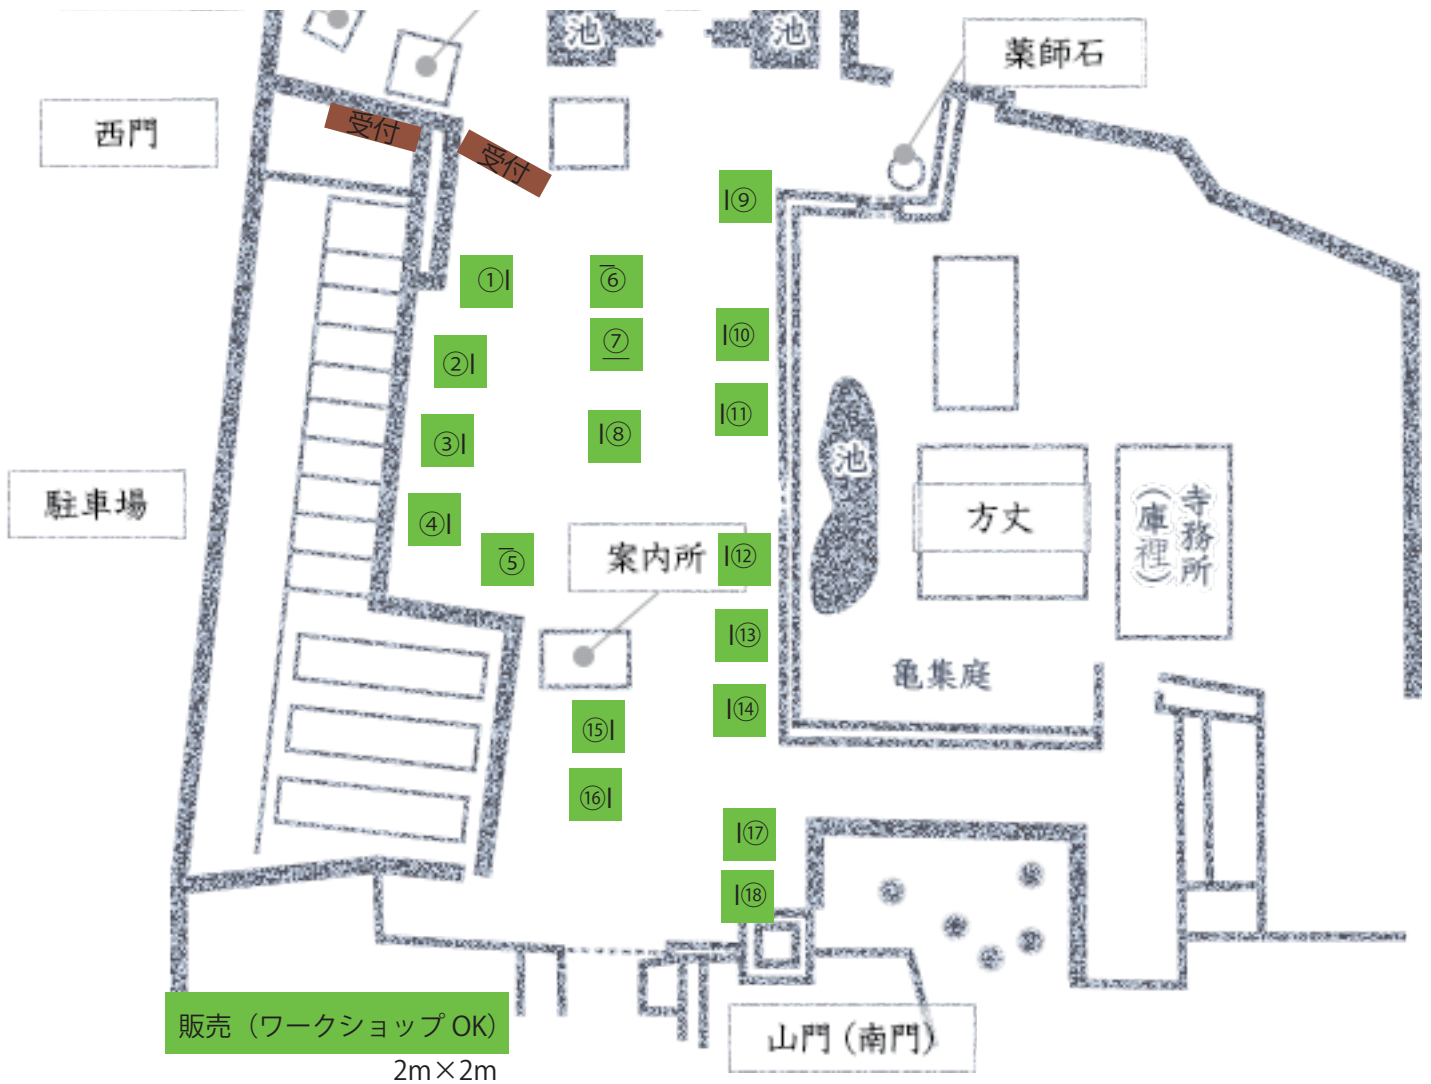 池
池
薬師石
西門
受付
受付
⑨
①
⑥
②
⑦
⑩
③
⑧
⑪
池
駐車場
④
方丈
寺務所
（庫裡）
⑤
案内所
⑫
⑬
亀集庭
⑭
⑮
⑯
⑰
⑱
販売（ワークショップ OK）
2m×2m
山門（南門）